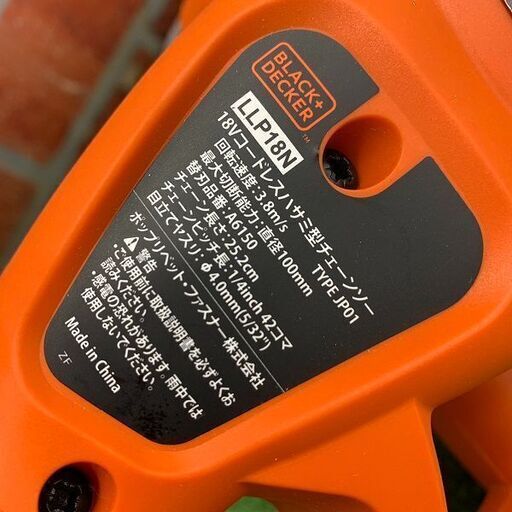 BLACK+
DECKER
™
LLP18N
18Vコードレスハサミ型チェーンソー
回転速度:3.8m/s TYPE JP01
最大切断能力:直径100mm
替刃品番:A6150
チェーン長さ:25.2cm
チェーンピッチ長:1/4inch 42コマ
目立てヤスリ:Φ4.0mm(5/32")
ポップリベット・ファスナー株式会社
⚠警告
・ご使用前に取扱説明書を必ずよくお
読みください。
・感電の恐れがあります。雨中では
使用しないでください。
Made in China
ZF